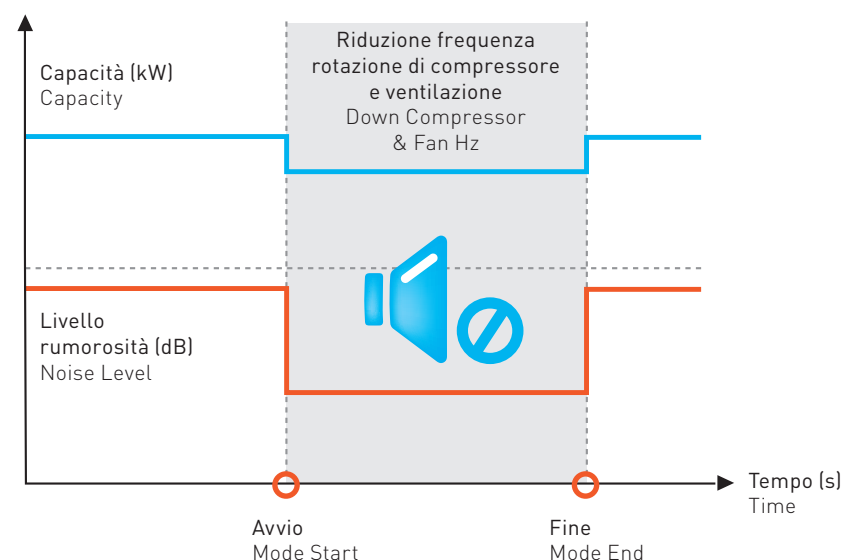 Capacità (kW)
Capacity
Riduzione frequenza
rotazione di compressore
e ventilazione
Down Compressor
& Fan Hz
Livello
rumorosità (dB)
Noise Level
Tempo (s)
Time
Avvio
Mode Start
Fine
Mode End